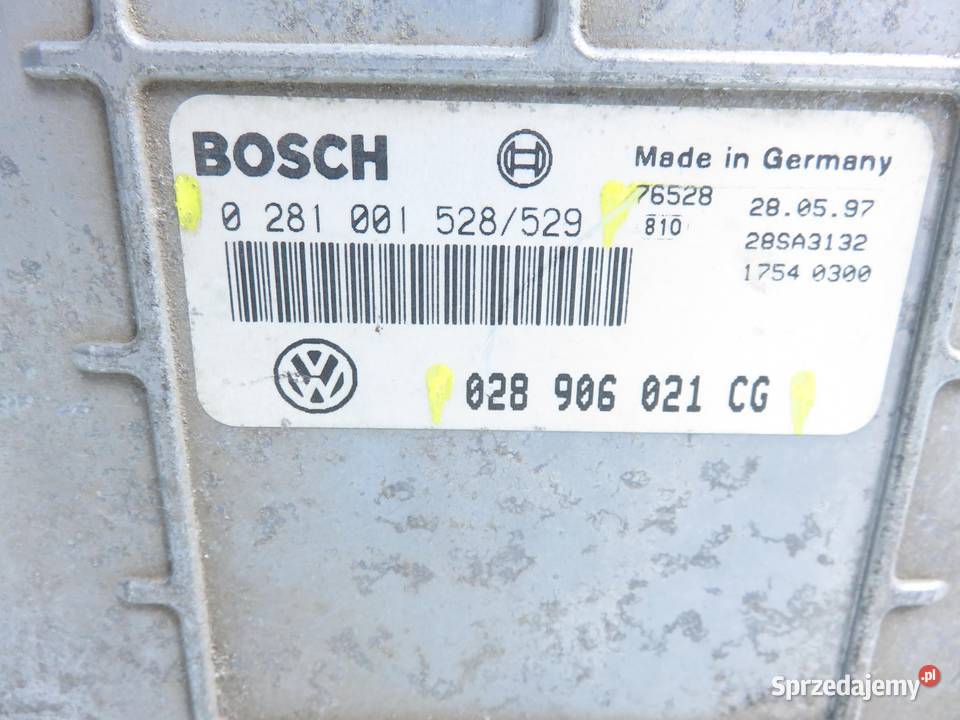 BOSCH
Made in Germany
0 281 001 528/529
76528
810
28.05.97
28SA3132
1754 0300
VW
028 906 021 CG
Sprzedajemy.pl